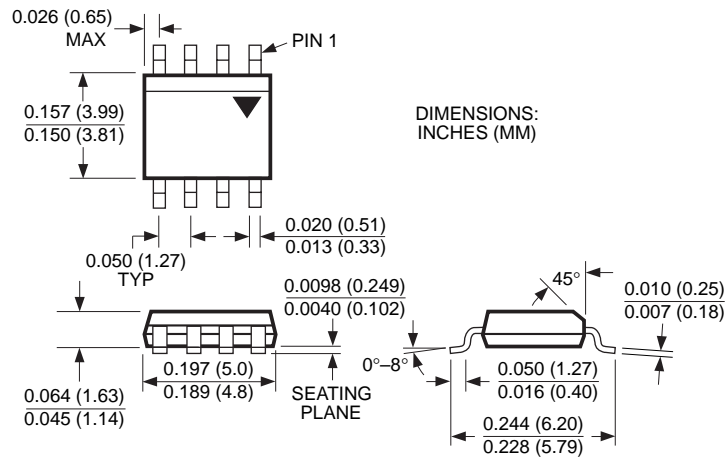 0.026 (0.65)
MAX
PIN 1
0.157 (3.99)
0.150 (3.81)
DIMENSIONS:
INCHES (MM)
0.020 (0.51)
0.013 (0.33)
0.050 (1.27)
TYP
0.0098 (0.249)
0.0040 (0.102)
45°
0.010 (0.25)
0.007 (0.18)
0°–8°
0.064 (1.63)
0.045 (1.14)
0.197 (5.0)
0.189 (4.8)
SEATING
PLANE
0.050 (1.27)
0.016 (0.40)
0.244 (6.20)
0.228 (5.79)